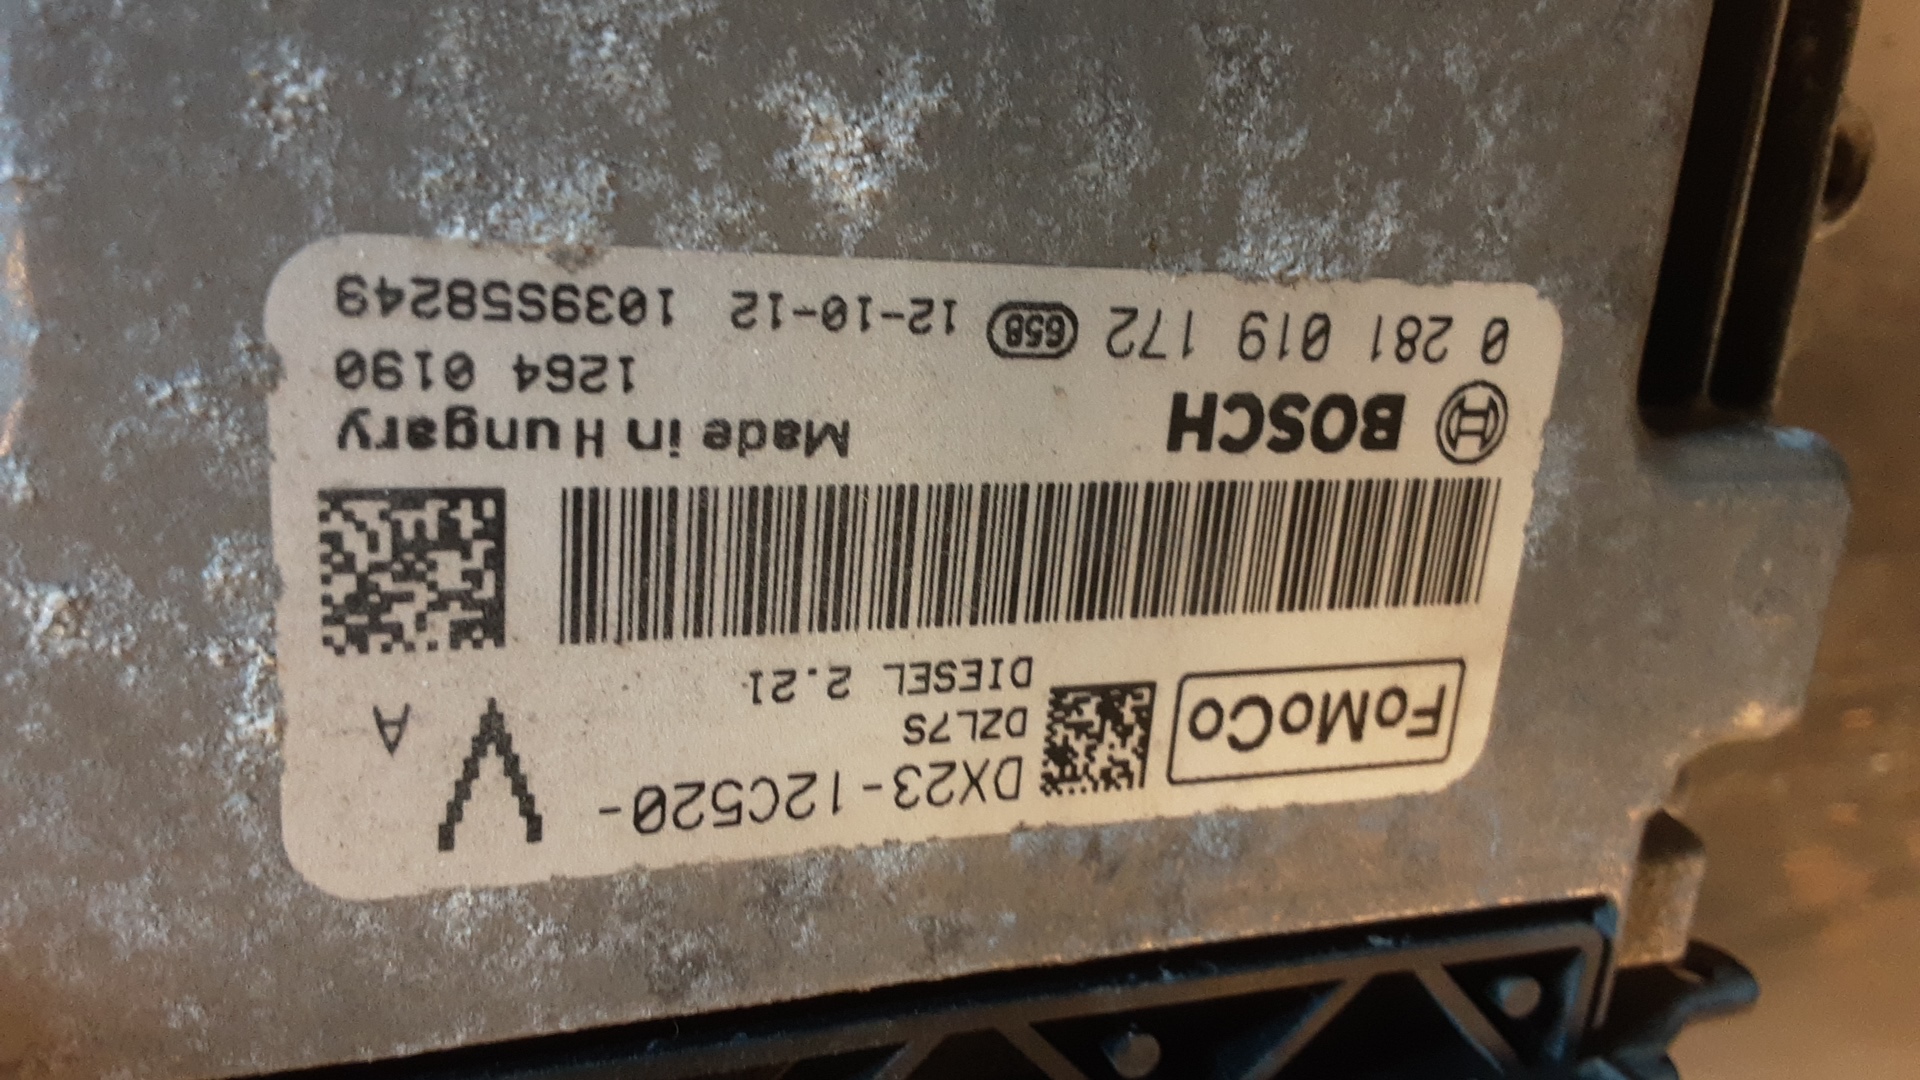 FoMoCo
DX23-12C520-
DZL7S
DIESEL 2.21
V
A
BOSCH
Made in Hungary
1264 0190
0 281 019 172 658 12-10-12 1039S58249